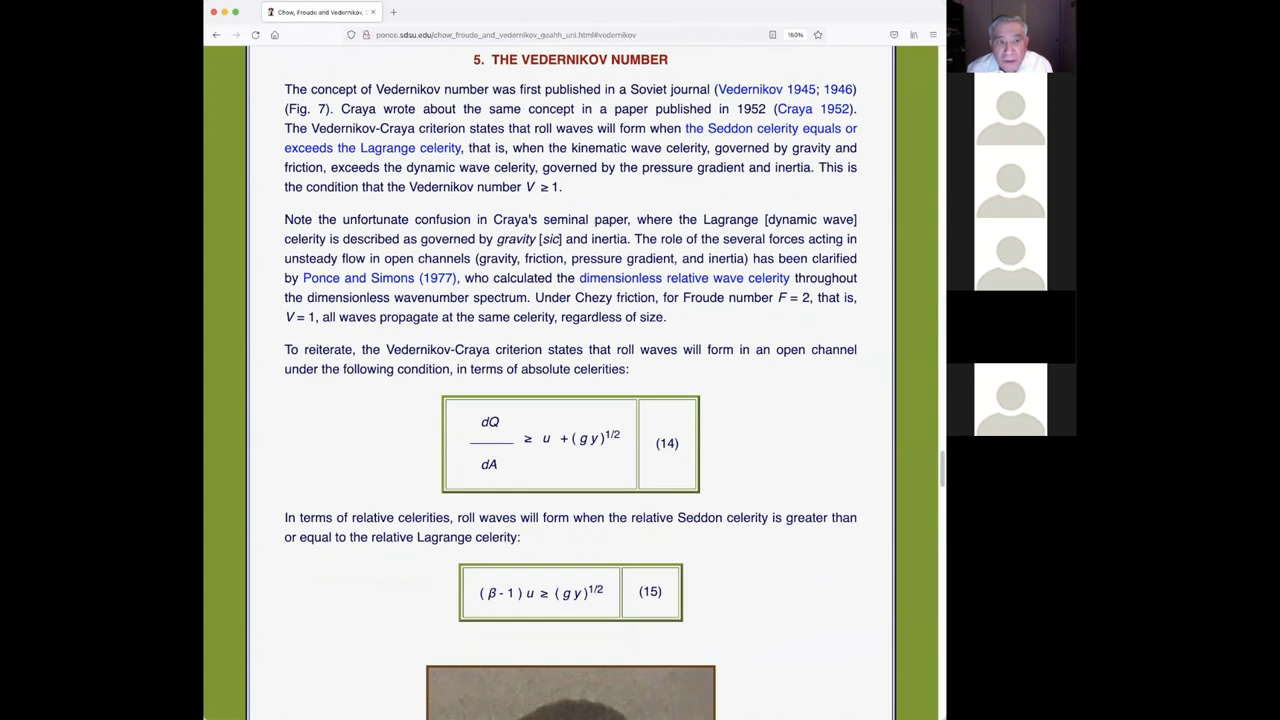 Chow, Froude and Vedernikov,
ponce.sdsu.edu/chow_froude_and_vedernikov_goahh_uni.html#vedernikov
160%
5. THE VEDERNIKOV NUMBER
The concept of Vedernikov number was first published in a Soviet journal (Vedernikov 1945; 1946)
(Fig. 7). Craya wrote about the same concept in a paper published in 1952 (Craya 1952).
The Vedernikov-Craya criterion states that roll waves will form when the Seddon celerity equals or
exceeds the Lagrange celerity, that is, when the kinematic wave celerity, governed by gravity and
friction, exceeds the dynamic wave celerity, governed by the pressure gradient and inertia. This is
the condition that the Vedernikov number V ≥ 1.
Note the unfortunate confusion in Craya's seminal paper, where the Lagrange [dynamic wave]
celerity is described as governed by gravity [sic] and inertia. The role of the several forces acting in
unsteady flow in open channels (gravity, friction, pressure gradient, and inertia) has been clarified
by Ponce and Simons (1977), who calculated the dimensionless relative wave celerity throughout
the dimensionless wavenumber spectrum. Under Chezy friction, for Froude number F = 2, that is,
V = 1, all waves propagate at the same celerity, regardless of size.
To reiterate, the Vedernikov-Craya criterion states that roll waves will form in an open channel
under the following condition, in terms of absolute celerities:
dQ
≥ u + ( g y )1/2
(14)
dA
In terms of relative celerities, roll waves will form when the relative Seddon celerity is greater than
or equal to the relative Lagrange celerity:
( β - 1 ) u ≥ ( g y )1/2
(15)